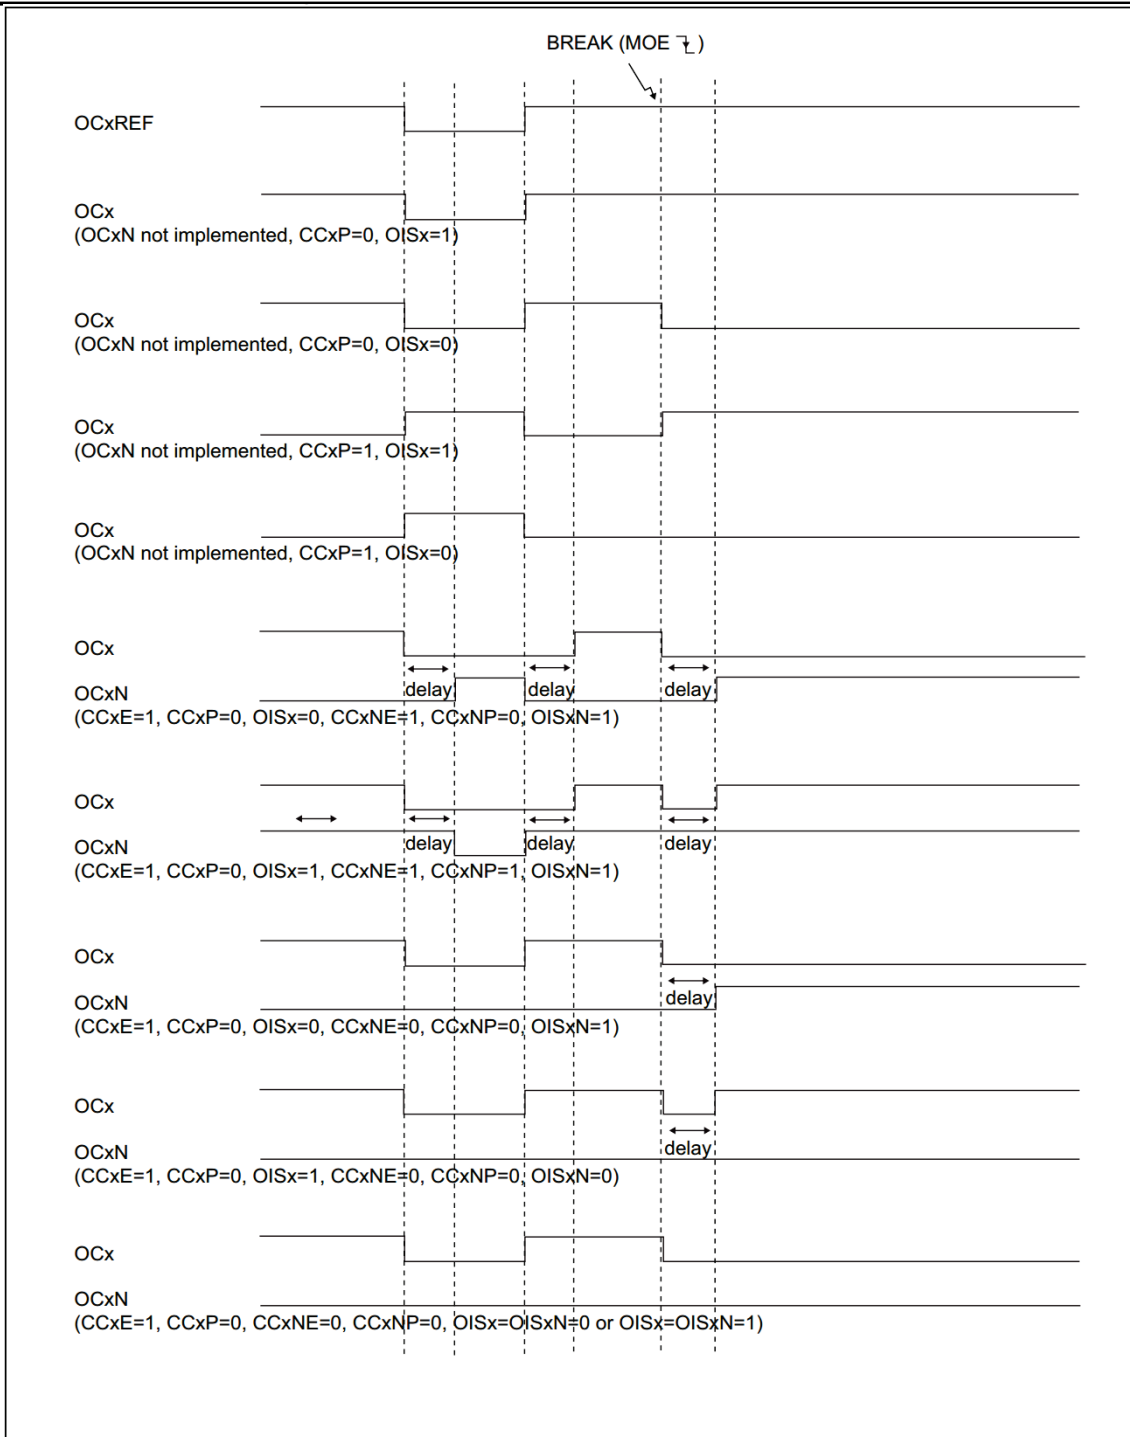 BREAK (MOE )
OCxREF
OCx
(OCxN not implemented, CCxP=0, OISx=1)
OCx
(OCxN not implemented, CCxP=0, OISx=0)
OCx
(OCxN not implemented, CCxP=1, OISx=1)
OCx
(OCxN not implemented, CCxP=1, OISx=0)
OCx
OCxN delay delay delay
(CCxE=1, CCxP=0, OISx=0, CCxNE=1, CCxNP=0, OISxN=1)
OCx
OCxN delay delay delay
(CCxE=1, CCxP=0, OISx=1, CCxNE=1, CCxNP=1, OISxN=1)
OCx
OCxN delay
(CCxE=1, CCxP=0, OISx=0, CCxNE=0, CCxNP=0, OISxN=1)
OCx
OCxN delay
(CCxE=1, CCxP=0, OISx=1, CCxNE=0, CCxNP=0, OISxN=0)
OCx
OCxN
(CCxE=1, CCxP=0, CCxNE=0, CCxNP=0, OISx=OISxN=0 or OISx=OISxN=1)